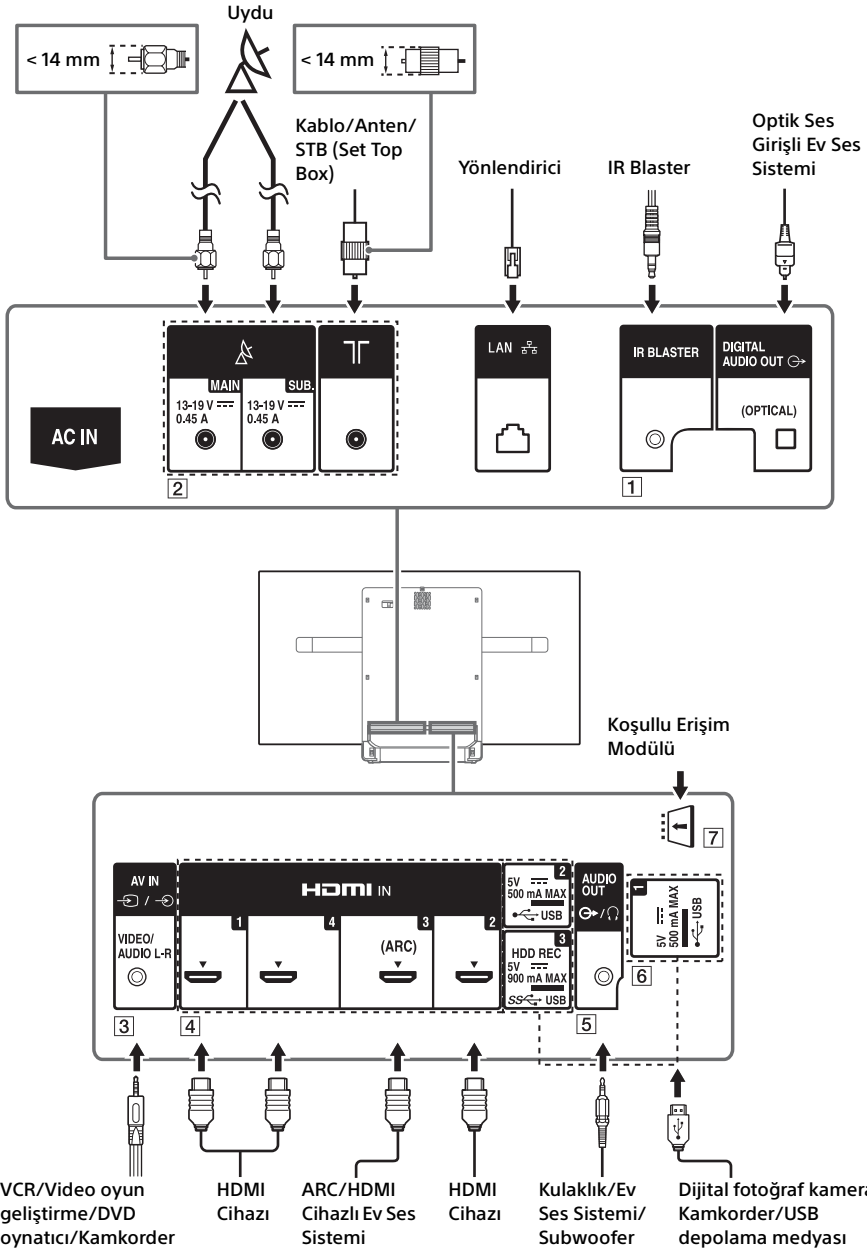 Uydu
< 14 mm
< 14 mm
Kablo/Anten/
STB (Set Top
Box)
Yönlendirici
IR Blaster
Optik Ses
Girişli Ev Ses
Sistemi
AC IN
MAIN
13-19 V
0.45 A
SUB.
13-19 V
0.45 A
2
LAN
IR BLASTER
1
DIGITAL
AUDIO OUT
(OPTICAL)
Koşullu Erişim
Modülü
7
AV IN
/
VIDEO/
AUDIO L-R
3
HDMI IN
1
4
3
(ARC)
2
4
2
5V
500 mA MAX
USB
3
HDD REC
5V
900 mA MAX
SS USB
AUDIO
OUT
/
5
1
5V
500 mA MAX
USB
6
VCR/Video oyun
geliştirme/DVD
oynatıcı/Kamkorder
HDMI
Cihazı
ARC/HDMI
Cihazlı Ev Ses
Sistemi
HDMI
Cihazı
Kulaklık/Ev
Ses Sistemi/
Subwoofer
Dijital fotoğraf kamera
Kamkorder/USB
depolama medyası